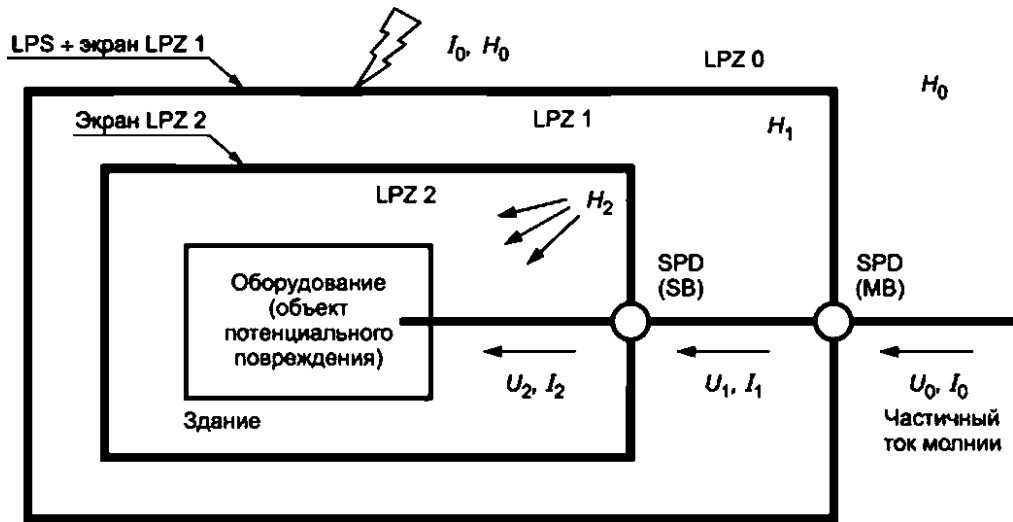 LPS + экран LPZ 1
I₀, H₀
LPZ 0
H₀
Экран LPZ 2
LPZ 1
H₁
LPZ 2
H₂
Оборудование
(объект
потенциального
повреждения)
SPD
(SB)
SPD
(MB)
U₂, I₂
U₁, I₁
U₀, I₀
Здание
Частичный
ток молнии